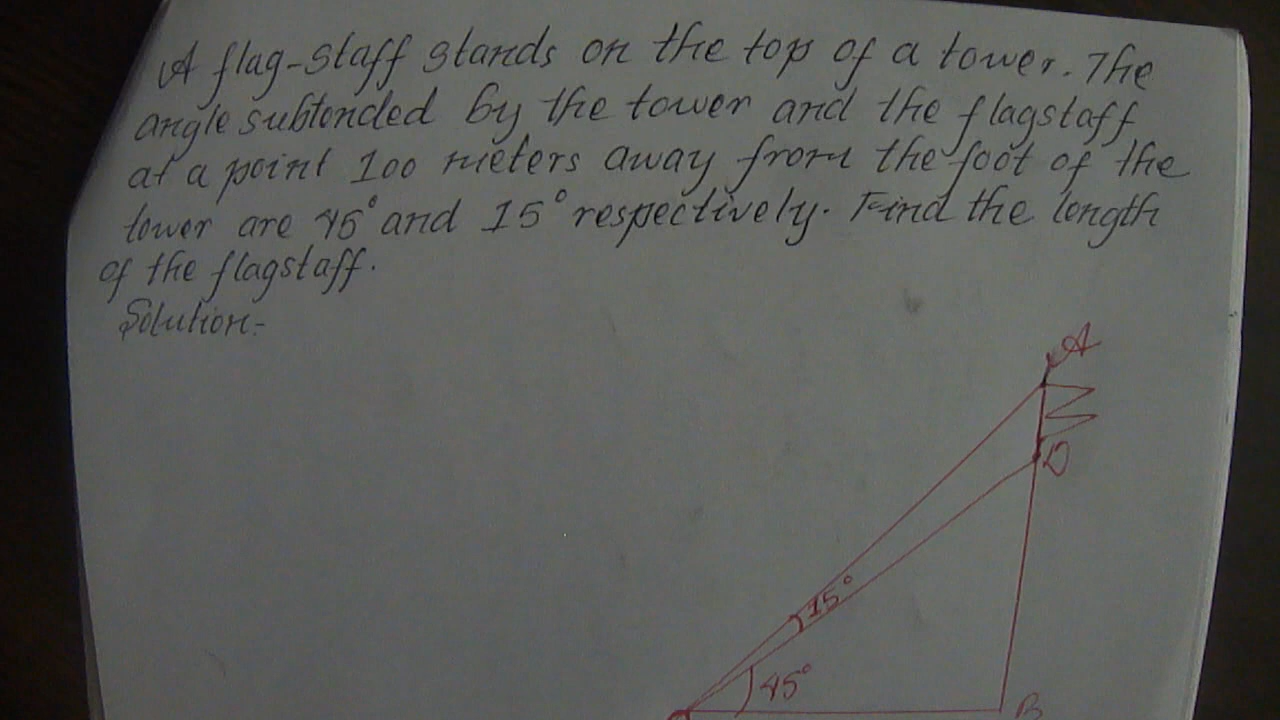 A flag-staff stands on the top of a tower. The
angle subtended by the tower and the flagstaff
at a point 100 meters away from the foot of the
tower are 45° and 15° respectively. Find the length
of the flagstaff.
Solution:-
A
D
15°
45°
B